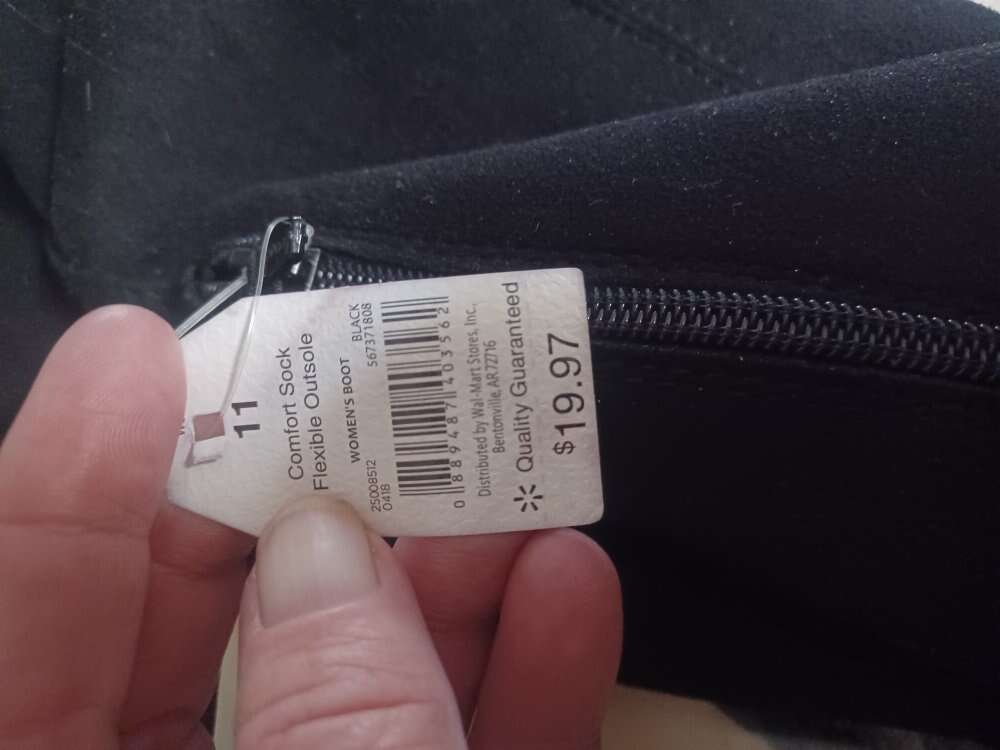 11
Comfort Sock
Flexible Outsole
WOMEN'S BOOT
BLACK
567371808
25008512
0418
0 889487 403562
Distributed by Wal-Mart Stores, Inc.,
Bentonville, AR 72716
Quality Guaranteed
$19.97